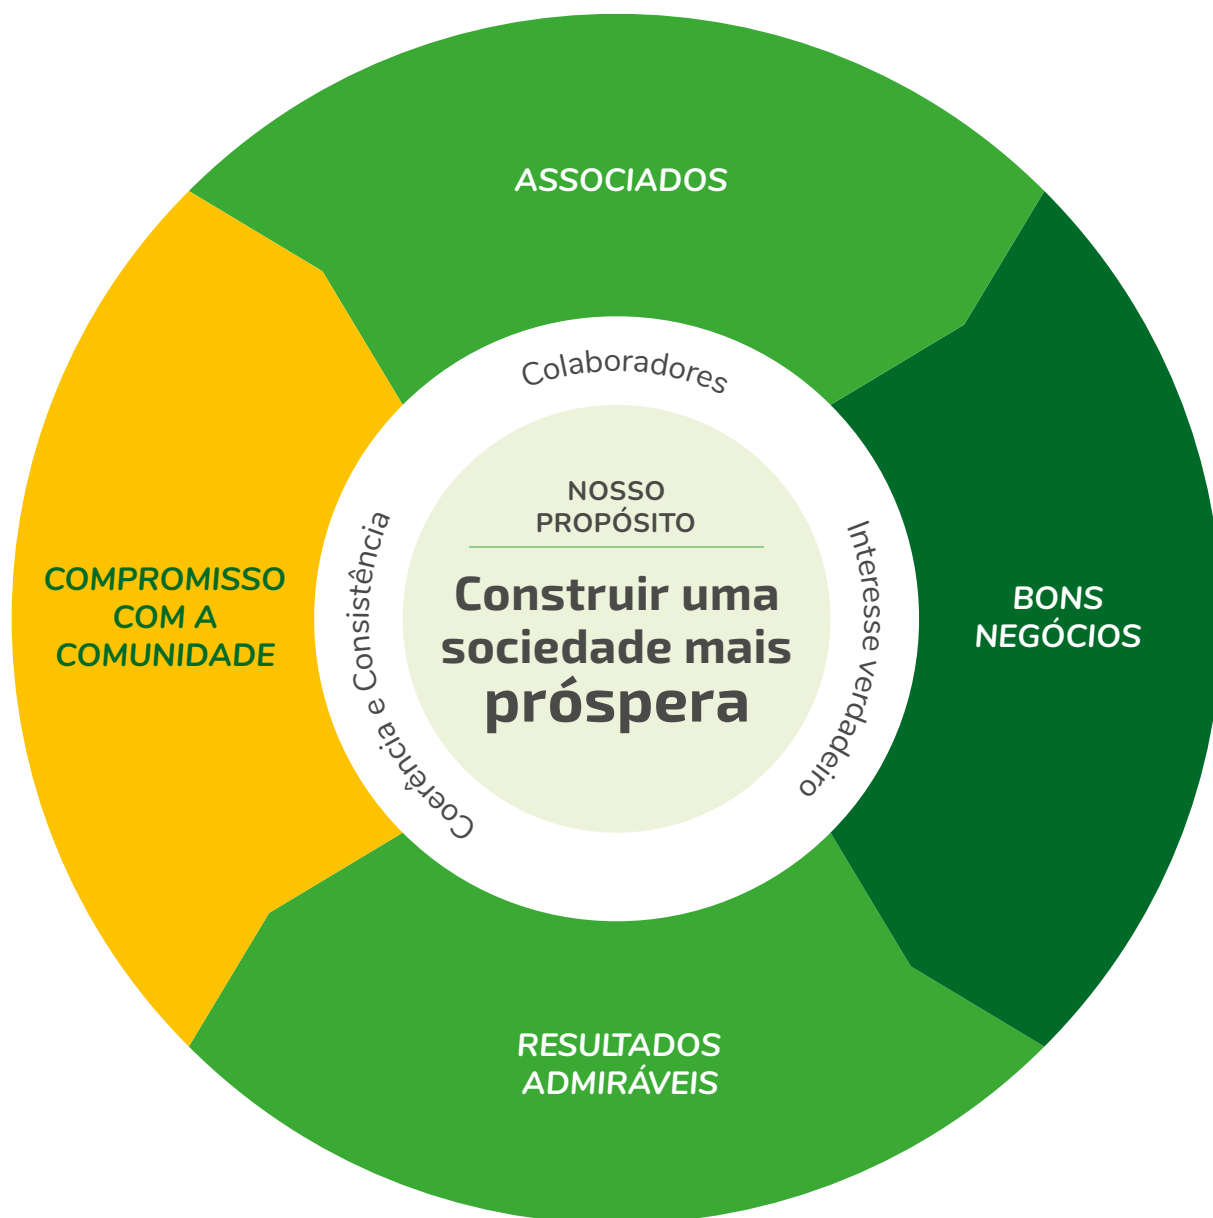 ASSOCIADOS
Colaboradores
NOSSO
PROPÓSITO
Construir uma
sociedade mais
próspera
Coerência e Consistência
Interesse verdadeiro
COMPROMISSO
COM A
COMUNIDADE
BONS
NEGÓCIOS
RESULTADOS
ADMIRÁVEIS